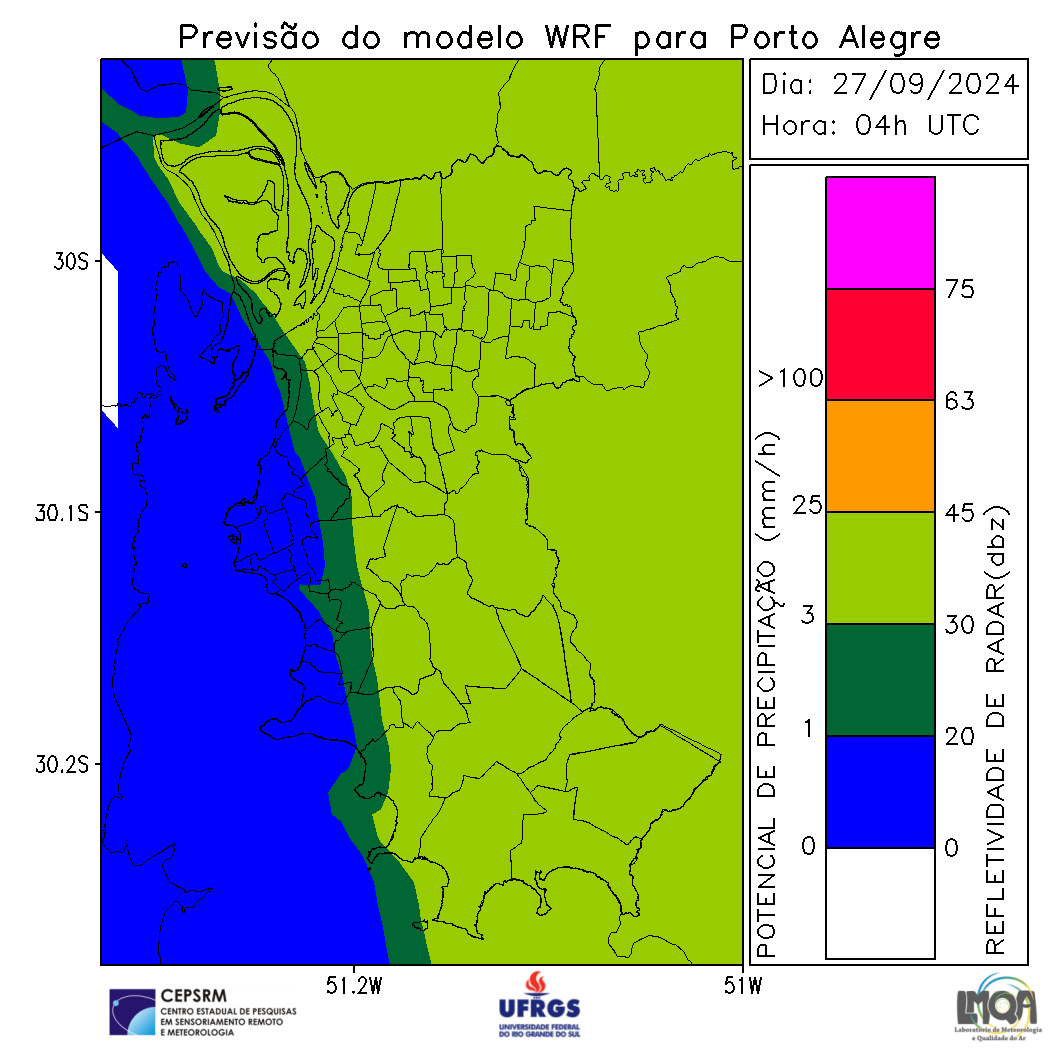 Previsão do modelo WRF para Porto Alegre
Dia: 27/09/2024
Hora: 04h UTC
30S
30.1S
30.2S
51.2W
51W
POTENCIAL DE PRECIPITAÇÃO (mm/h)
>100
25
3
1
0
75
63
45
30
20
0
REFLETIVIDADE DE RADAR(dbz)
CEPSRM
CENTRO ESTADUAL DE PESQUISAS
EM SENSORIAMENTO REMOTO
E METEOROLOGIA
UFRGS
UNIVERSIDADE FEDERAL
DO RIO GRANDE DO SUL
LMQA
Laboratório de Meteorologia
e Qualidade do Ar